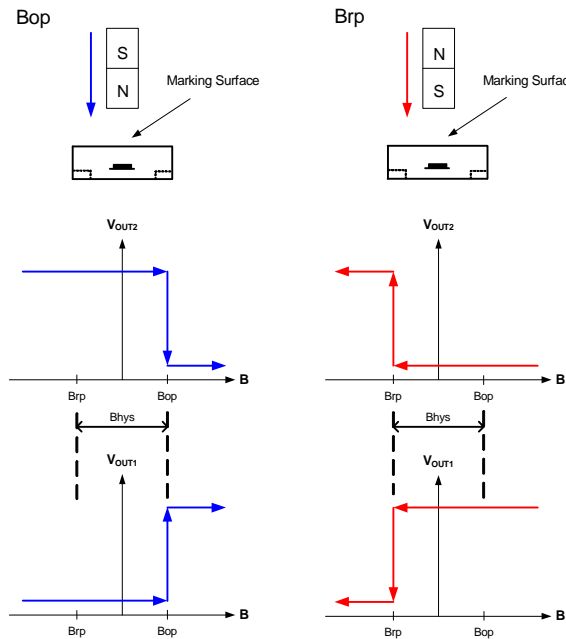 Bop
Brp
S
N
Marking Surface
N
S
Marking Surfac
VOUT2
VOUT2
Brp
Bop
B
Brp
Bop
B
Bhys
Bhys
VOUT1
VOUT1
Brp
Bop
B
Brp
Bop
B